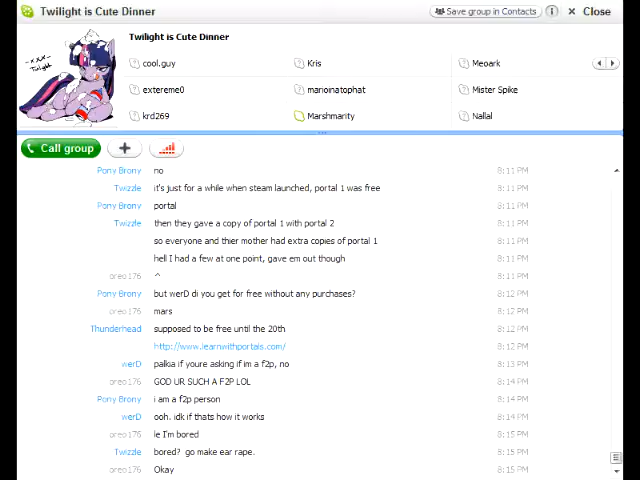 Twilight is Cute Dinner
Save group in Contacts
Close
Twilight is Cute Dinner
-xxx-
Twilight
cool.guy
Kris
Meoark
extereme0
marioinatophat
Mister Spike
krd269
Marshmarity
Nallal
Call group
Pony Brony no 8:11 PM
Twizzle it's just for a while when steam launched, portal 1 was free 8:11 PM
Pony Brony portal 8:11 PM
Twizzle then they gave a copy of portal 1 with portal 2 8:11 PM
so everyone and thier mother had extra copies of portal 1 8:11 PM
hell I had a few at one point, gave em out though 8:11 PM
oreo176 ^ 8:11 PM
Pony Brony but werD di you get for free without any purchases? 8:12 PM
oreo176 mars 8:12 PM
Thunderhead supposed to be free until the 20th 8:12 PM
http://www.learnwithportals.com/ 8:12 PM
werD palkia if youre asking if im a f2p, no 8:13 PM
oreo176 GOD UR SUCH A F2P LOL 8:14 PM
Pony Brony i am a f2p person 8:14 PM
werD ooh. idk if thats how it works 8:14 PM
oreo176 le I'm bored 8:15 PM
Twizzle bored? go make ear rape. 8:15 PM
oreo176 Okay 8:15 PM